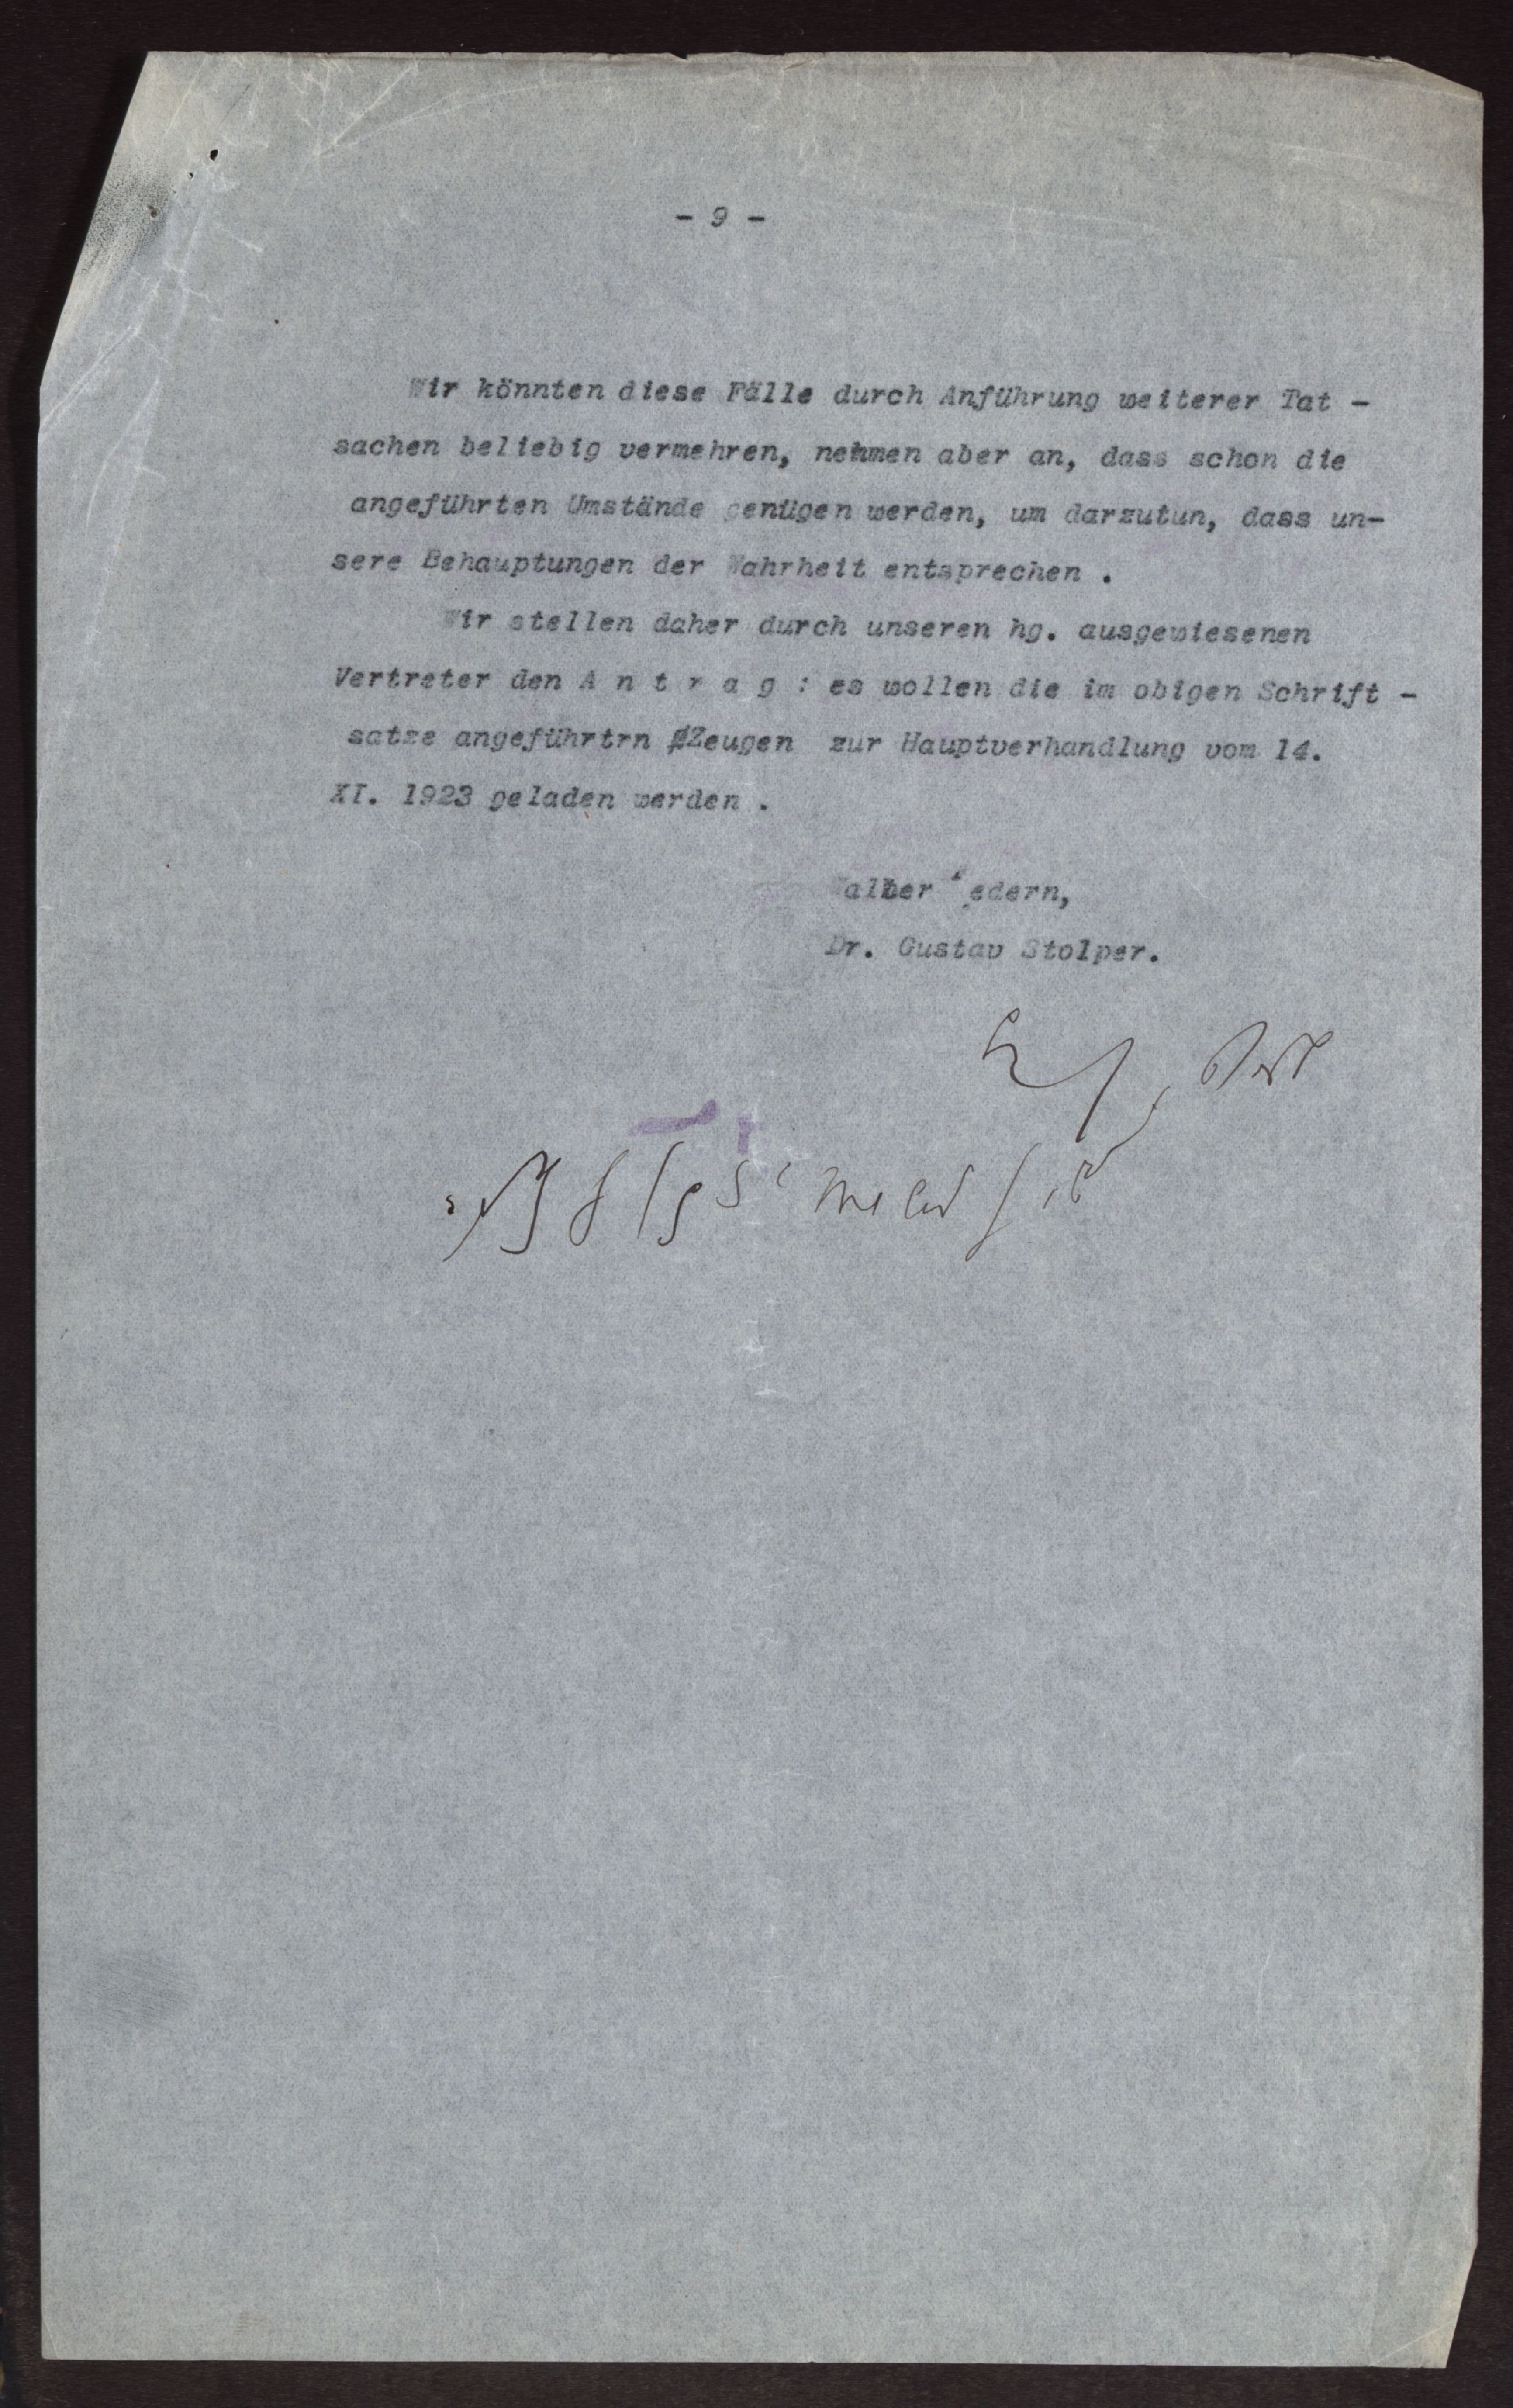 - 9 -
Wir könnten diese Fälle durch Anführung weiterer Tat -
sachen beliebig vermehren, nehmen aber an, dass schon die
angeführten Umstände genügen werden, um darzutun, dass un-
sere Behauptungen der Wahrheit entsprechen .
Wir stellen daher durch unseren hg. ausgewiesenen
Vertreter den A n t r a g : es wollen die im obigen Schrift -
satze angeführtrn Zeugen zur Hauptverhandlung vom 14.
XI. 1923 geladen werden .
Walher Federn,
Dr. Gustav Stolper.